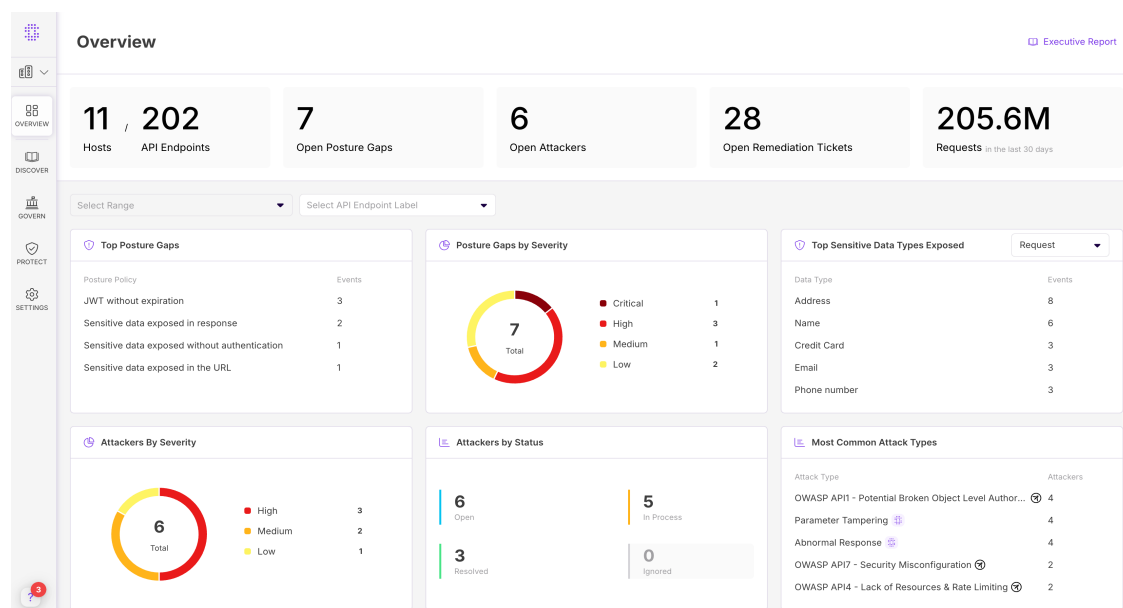 Overview
Executive Report
OVERVIEW
DISCOVER
GOVERN
PROTECT
SETTINGS
3
?
11 / 202
Hosts API Endpoints
7
Open Posture Gaps
6
Open Attackers
28
Open Remediation Tickets
205.6M
Requests in the last 30 days
Select Range
Select API Endpoint Label
Top Posture Gaps
Posture Policy Events
JWT without expiration 3
Sensitive data exposed in response 2
Sensitive data exposed without authentication 1
Sensitive data exposed in the URL 1
Posture Gaps by Severity
7
Total
Critical 1
High 3
Medium 1
Low 2
Top Sensitive Data Types Exposed
Request
Data Type Events
Address 8
Name 6
Credit Card 3
Email 3
Phone number 3
Attackers By Severity
6
Total
High 3
Medium 2
Low 1
Attackers by Status
6
Open
5
In Process
3
Resolved
0
Ignored
Most Common Attack Types
Attack Type Attackers
OWASP API1 - Potential Broken Object Level Author... 4
Parameter Tampering 4
Abnormal Response 4
OWASP API7 - Security Misconfiguration 2
OWASP API4 - Lack of Resources & Rate Limiting 2